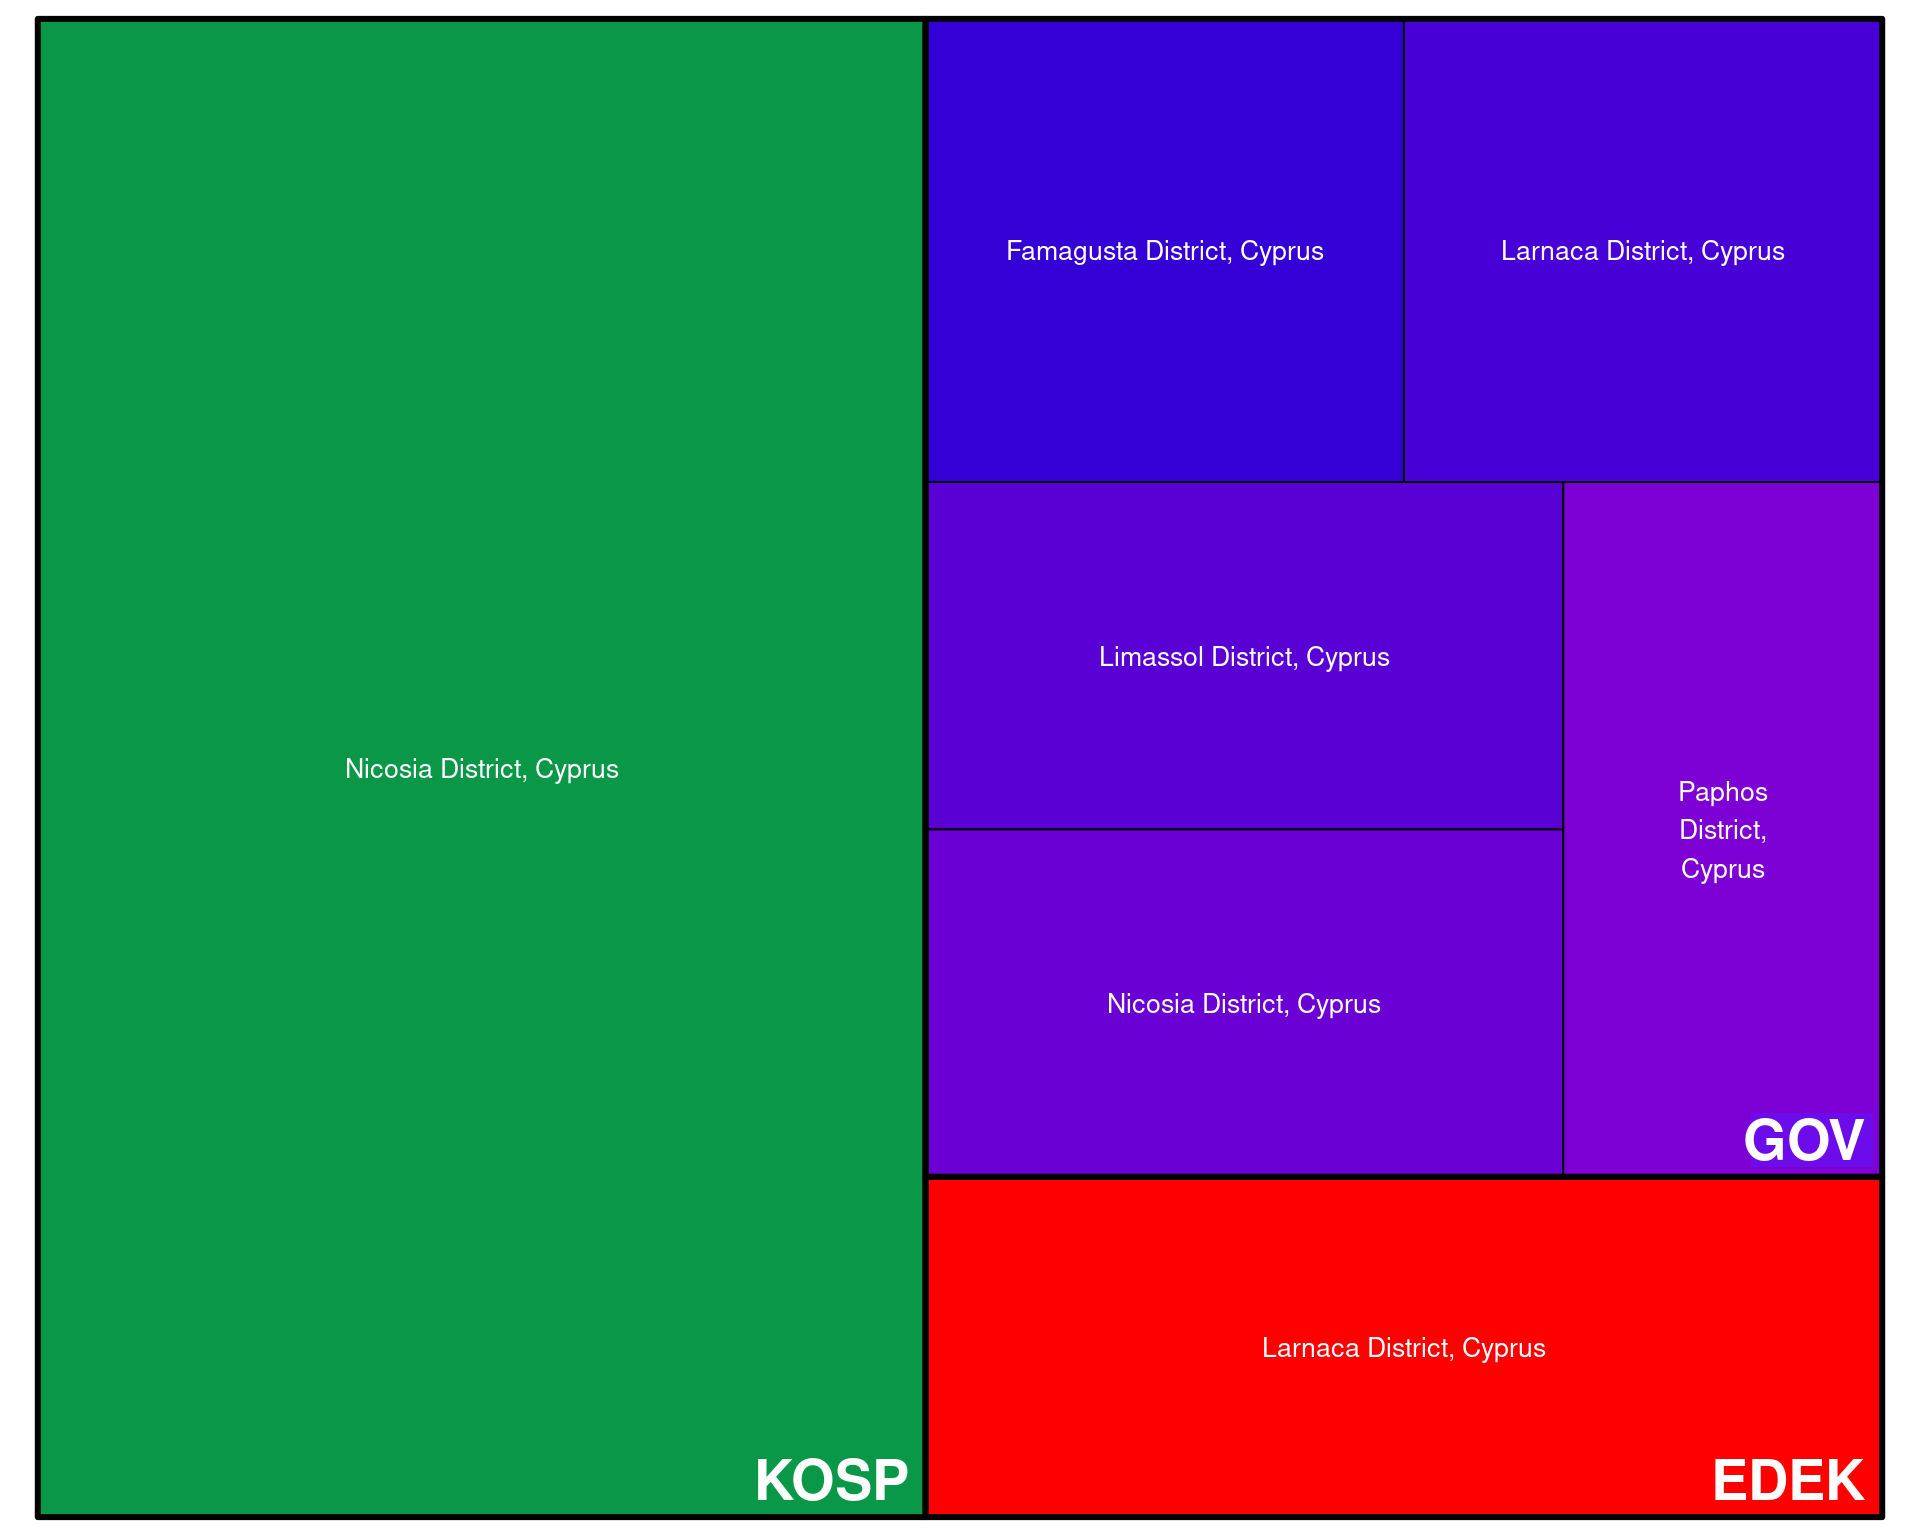 Nicosia District, Cyprus
KOSP
Famagusta District, Cyprus
Larnaca District, Cyprus
Limassol District, Cyprus
Nicosia District, Cyprus
Paphos
District,
Cyprus
GOV
Larnaca District, Cyprus
EDEK